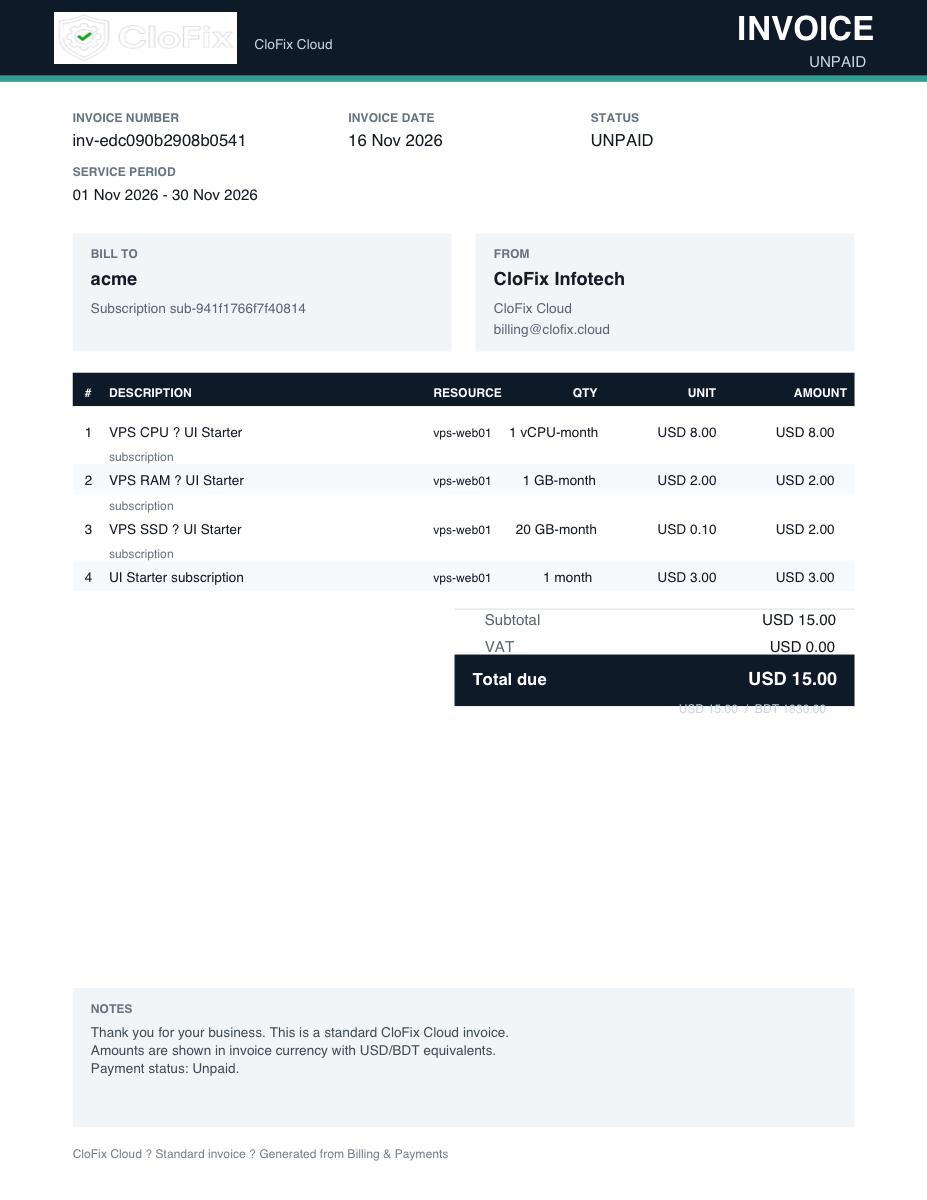 CloFix
CloFix Cloud
INVOICE
UNPAID
INVOICE NUMBER INVOICE DATE STATUS
inv-edc090b2908b0541 16 Nov 2026 UNPAID
SERVICE PERIOD
01 Nov 2026 - 30 Nov 2026
BILL TO
acme
Subscription sub-941f1766f7f40814
FROM
CloFix Infotech
CloFix Cloud
billing@clofix.cloud
# DESCRIPTION RESOURCE QTY UNIT AMOUNT
1 VPS CPU ? UI Starter vps-web01 1 vCPU-month USD 8.00 USD 8.00
subscription
2 VPS RAM ? UI Starter vps-web01 1 GB-month USD 2.00 USD 2.00
subscription
3 VPS SSD ? UI Starter vps-web01 20 GB-month USD 0.10 USD 2.00
subscription
4 UI Starter subscription vps-web01 1 month USD 3.00 USD 3.00
Subtotal USD 15.00
VAT USD 0.00
Total due USD 15.00
USD 15.00 / BDT 1830.00
NOTES
Thank you for your business. This is a standard CloFix Cloud invoice.
Amounts are shown in invoice currency with USD/BDT equivalents.
Payment status: Unpaid.
CloFix Cloud ? Standard invoice ? Generated from Billing & Payments